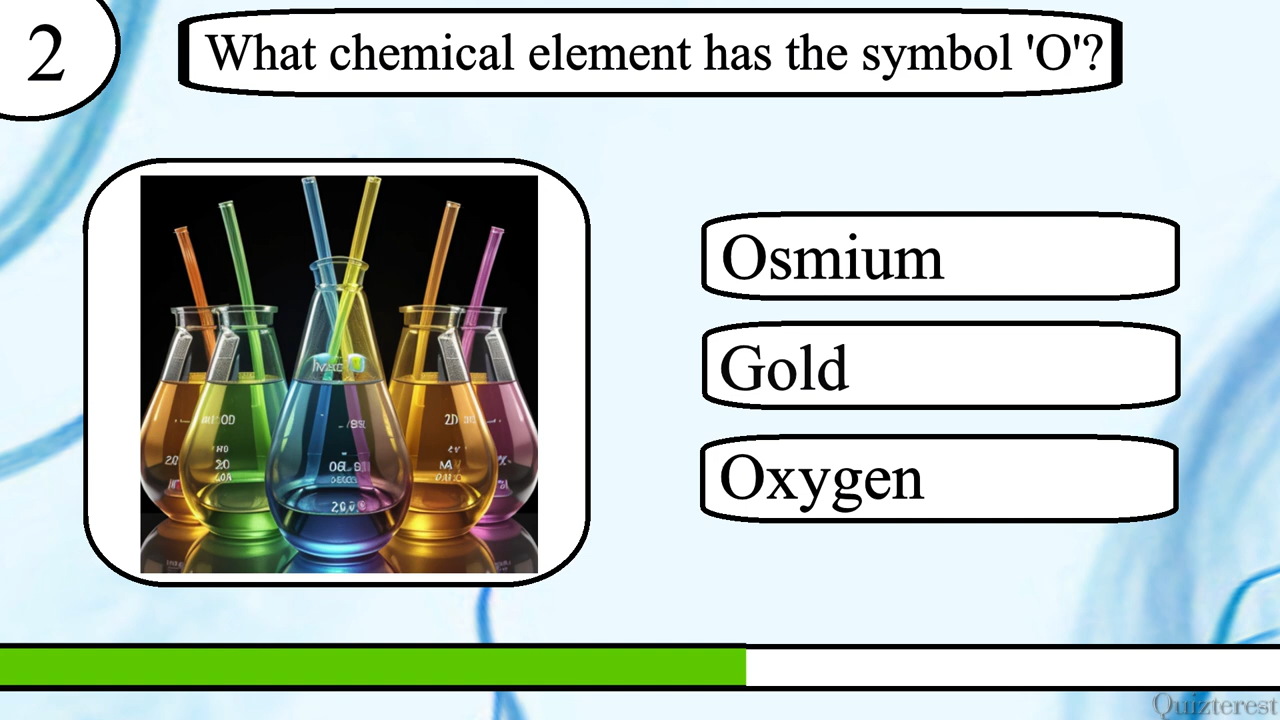 2
What chemical element has the symbol 'O'?
Osmium
Gold
Oxygen
Quizterest